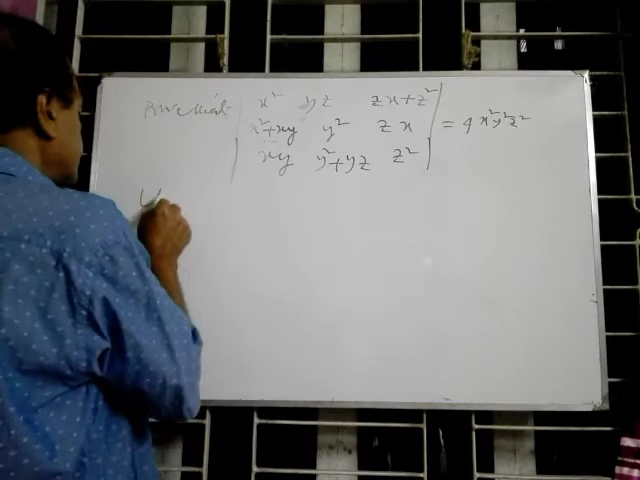 x² yz zx+z²
x²+xy y² zx = 4x²y²z²
xy y²+yz z²